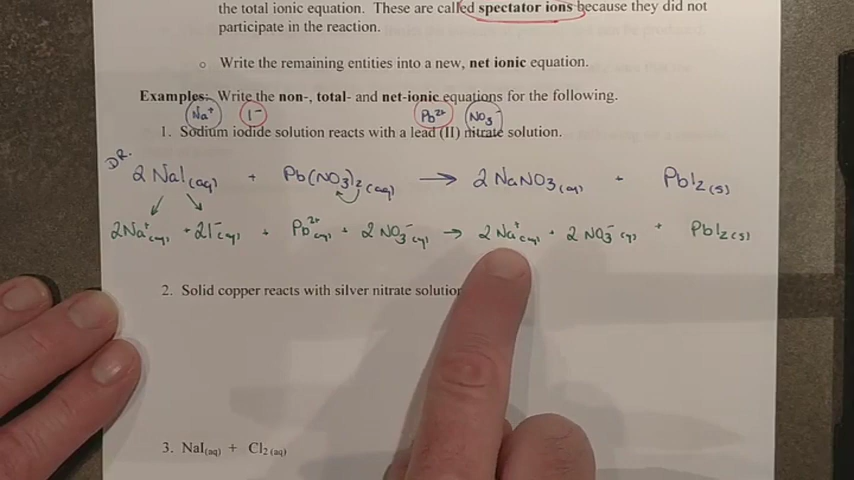 the total ionic equation. These are called spectator ions because they did not
participate in the reaction.
o Write the remaining entities into a new, net ionic equation.
Examples: Write the non-, total- and net-ionic equations for the following.
Na⁺ I⁻ Pb²⁺ NO₃⁻
1. Sodium iodide solution reacts with a lead (II) nitrate solution.
DR. 2 NaI(aq) + Pb(NO₃)₂(aq) → 2 NaNO₃(aq) + PbI₂(s)
2Na⁺(aq) + 2I⁻(aq) + Pb²⁺(aq) + 2 NO₃⁻(aq) → 2 Na⁺(aq) + 2 NO₃⁻(aq) + PbI₂(s)
2. Solid copper reacts with silver nitrate solution
3. NaI(aq) + Cl₂(aq)